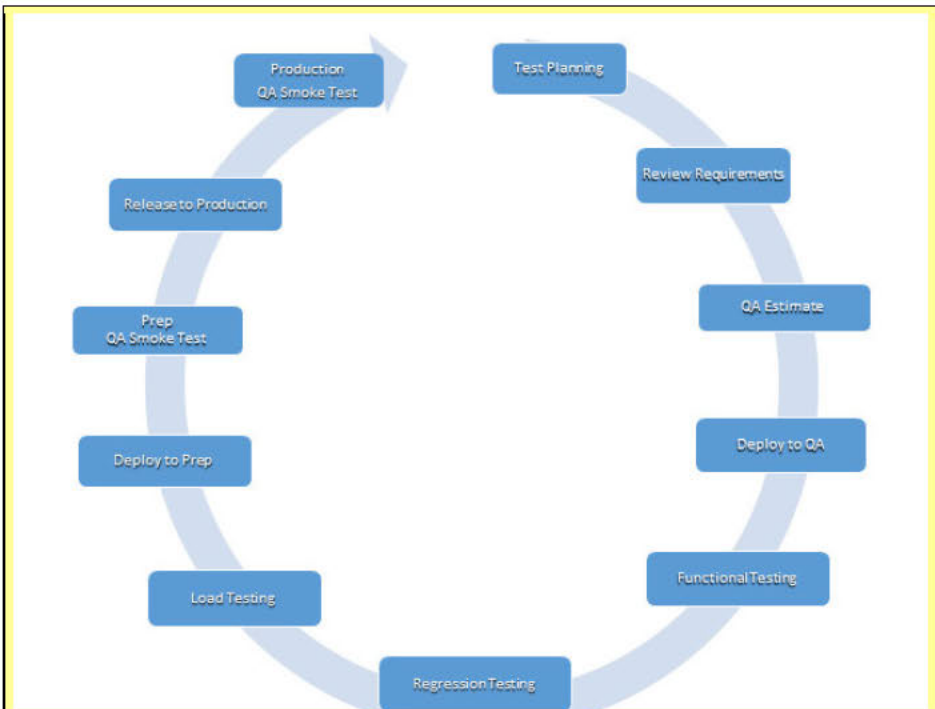 Test Planning
Review Requirements
QA Estimate
Deploy to QA
Functional Testing
Regression Testing
Load Testing
Deploy to Prep
Prep
QA Smoke Test
Release to Production
Production
QA Smoke Test